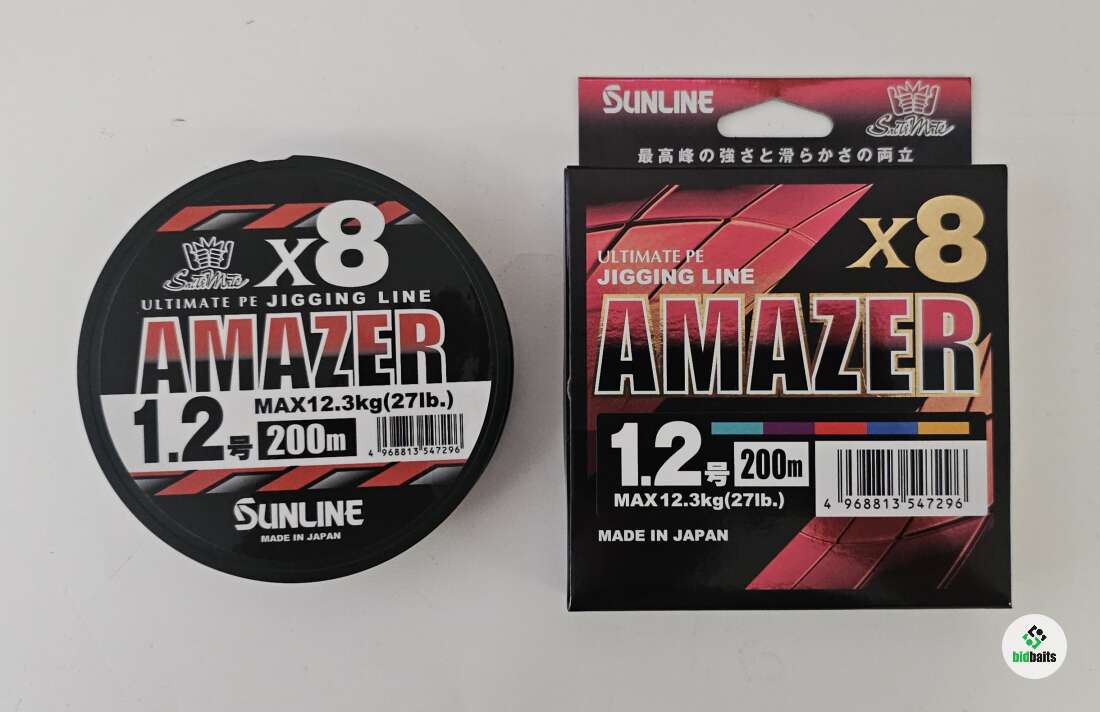 x8
SaltiMate
ULTIMATE PE JIGGING LINE
AMAZER
1.2号
MAX12.3kg(27lb.)
200m
4 968813 547296
SUNLINE
MADE IN JAPAN
SUNLINE
SaltiMate
最高峰の強さと滑らかさの両立
x8
ULTIMATE PE
JIGGING LINE
AMAZER
1.2号
200m
MAX12.3kg(27lb.)
4 968813 547296
MADE IN JAPAN
bidbaits